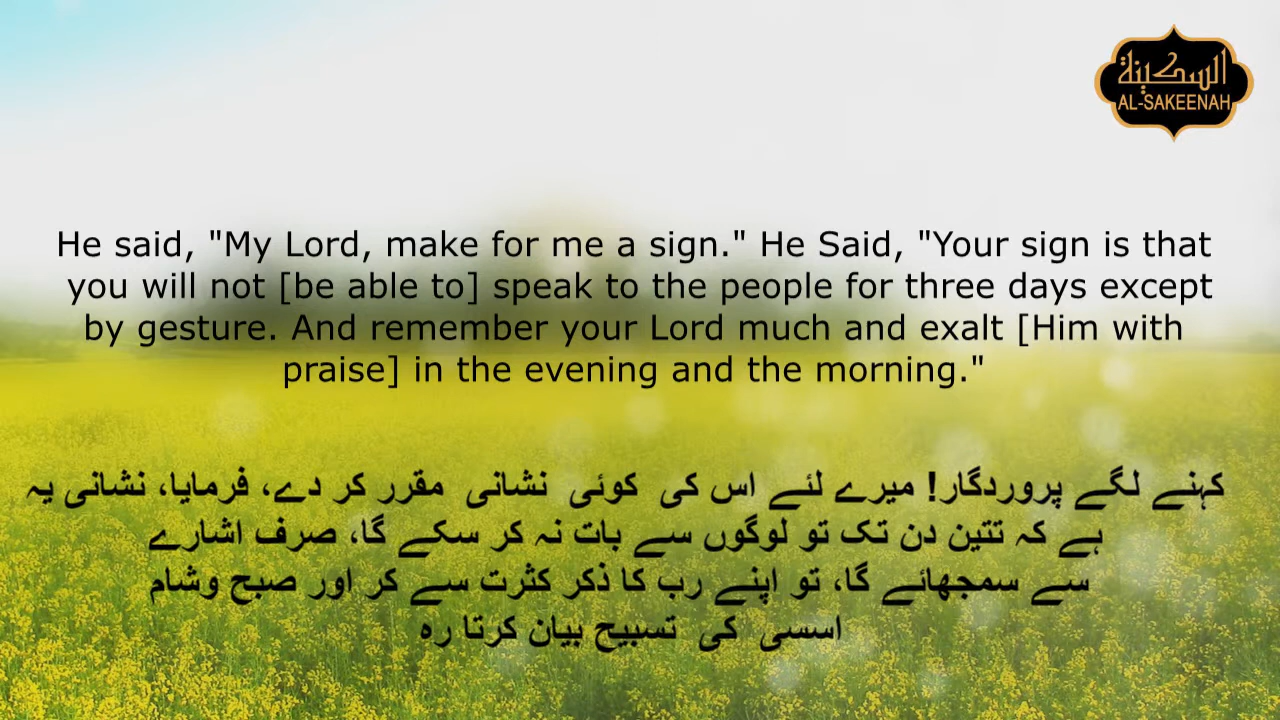 السكينة
AL-SAKEENAH
He said, "My Lord, make for me a sign." He Said, "Your sign is that
you will not [be able to] speak to the people for three days except
by gesture. And remember your Lord much and exalt [Him with
praise] in the evening and the morning."
کہنے لگے پروردگار! میرے لئے اس کی کوئی نشانی مقرر کر دے، فرمایا، نشانی یہ
ہے کہ تتین دن تک تو لوگوں سے بات نہ کر سکے گا، صرف اشارے
سے سمجھائے گا، تو اپنے رب کا ذکر کثرت سے کر اور صبح وشام
اسسی کی تسبیح بیان کرتا رہ